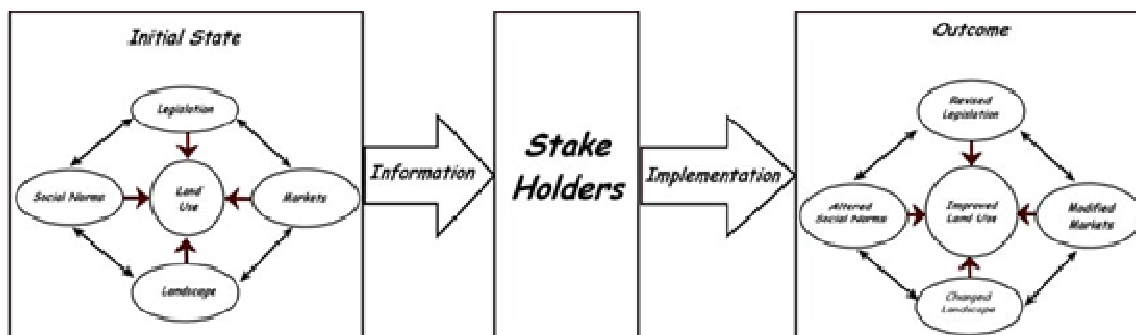 Initial State
Legislation
Social Norms
Land
Use
Markets
Landscape
Information
Stake
Holders
Implementation
Outcome
Revised
Legislation
Altered
Social Norms
Improved
Land Use
Modified
Markets
Changed
Landscape